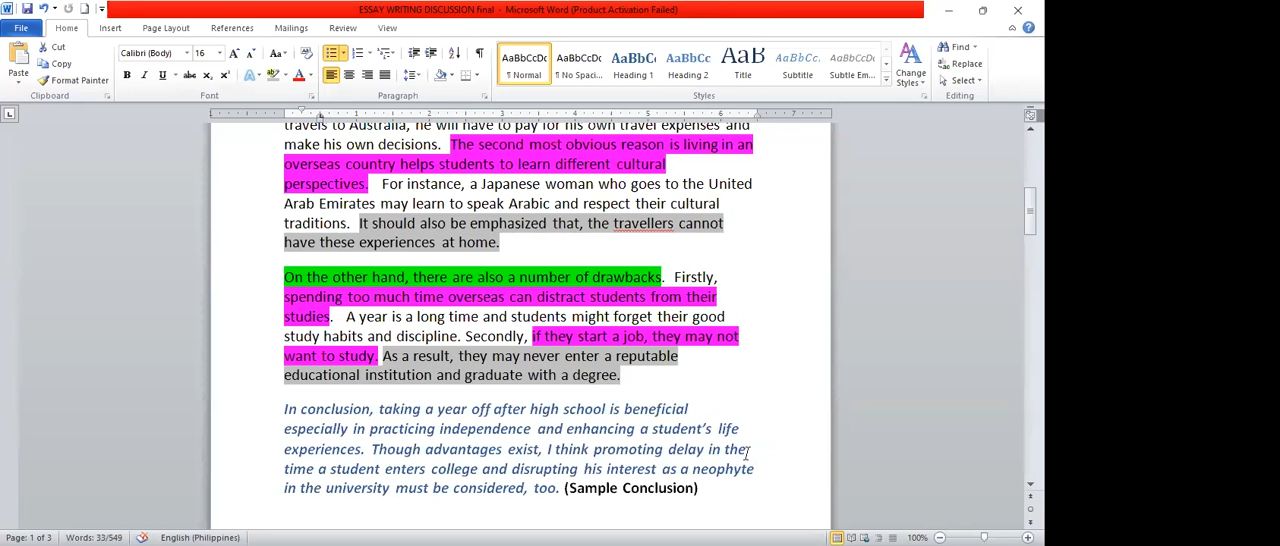 ESSAY WRITING DISCUSSION final - Microsoft Word (Product Activation Failed)
File Home Insert Page Layout References Mailings Review View
Paste
Cut
Copy
Format Painter
Clipboard
Calibri (Body) 16
Font
Paragraph
AaBbCcDc AaBbCcDc AaBbCc AaBbCc AaB AaBbCc. AaBbCcDc
¶ Normal ¶ No Spaci... Heading 1 Heading 2 Title Subtitle Subtle Em...
Styles
Change
Styles
Find
Replace
Select
Editing
travels to Australia, he will have to pay for his own travel expenses and
make his own decisions. The second most obvious reason is living in an
overseas country helps students to learn different cultural
perspectives. For instance, a Japanese woman who goes to the United
Arab Emirates may learn to speak Arabic and respect their cultural
traditions. It should also be emphasized that, the travellers cannot
have these experiences at home.
On the other hand, there are also a number of drawbacks. Firstly,
spending too much time overseas can distract students from their
studies. A year is a long time and students might forget their good
study habits and discipline. Secondly, if they start a job, they may not
want to study. As a result, they may never enter a reputable
educational institution and graduate with a degree.
In conclusion, taking a year off after high school is beneficial
especially in practicing independence and enhancing a student’s life
experiences. Though advantages exist, I think promoting delay in the
time a student enters college and disrupting his interest as a neophyte
in the university must be considered, too. (Sample Conclusion)
Page: 1 of 3 Words: 33/549 English (Philippines) 100%